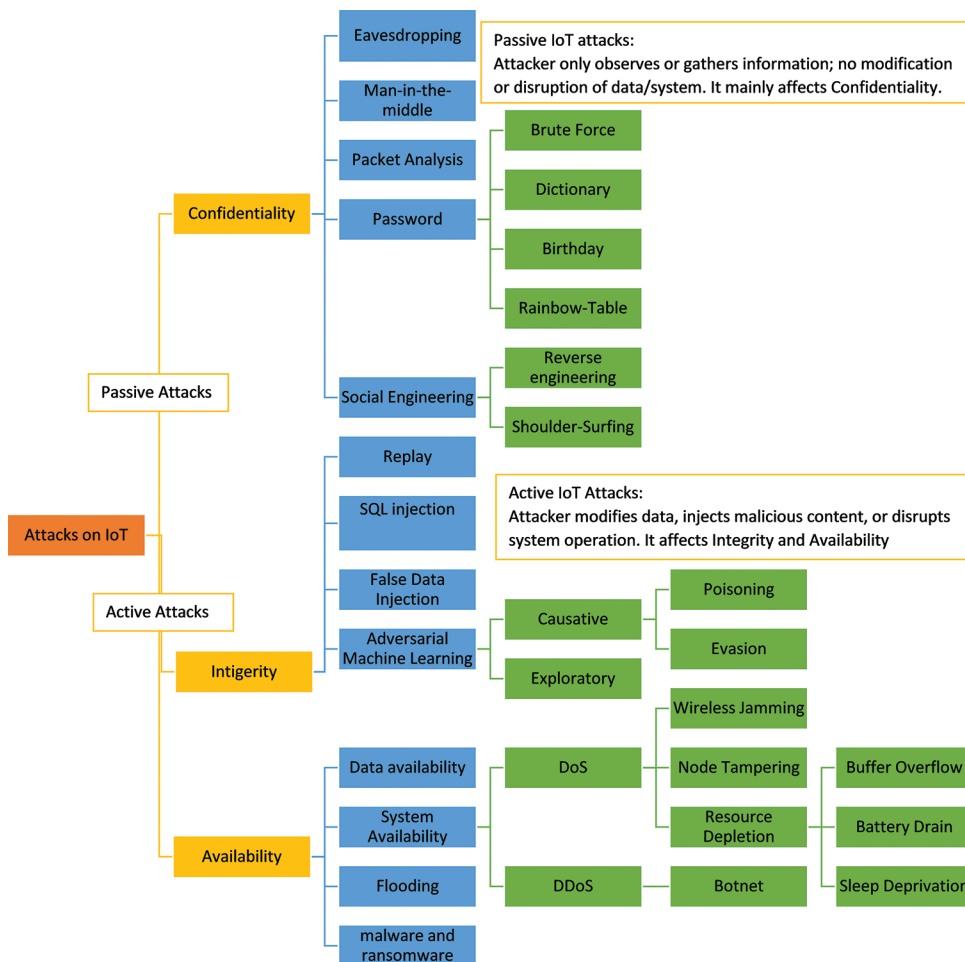 Eavesdropping
Passive IoT attacks:
Attacker only observes or gathers information; no modification
or disruption of data/system. It mainly affects Confidentiality.
Man-in-the-
middle
Brute Force
Packet Analysis
Dictionary
Confidentiality
Password
Birthday
Rainbow-Table
Reverse
engineering
Passive Attacks
Social Engineering
Shoulder-Surfing
Replay
Active IoT Attacks:
Attacker modifies data, injects malicious content, or disrupts
system operation. It affects Integrity and Availability
SQL injection
Attacks on IoT
False Data
Injection
Poisoning
Active Attacks
Causative
Adversarial
Machine Learning
Evasion
Intigerity
Exploratory
Wireless Jamming
Data availability
DoS
Node Tampering
Buffer Overflow
System
Availability
Resource
Depletion
Battery Drain
Availability
Flooding
DDoS
Botnet
Sleep Deprivation
malware and
ransomware